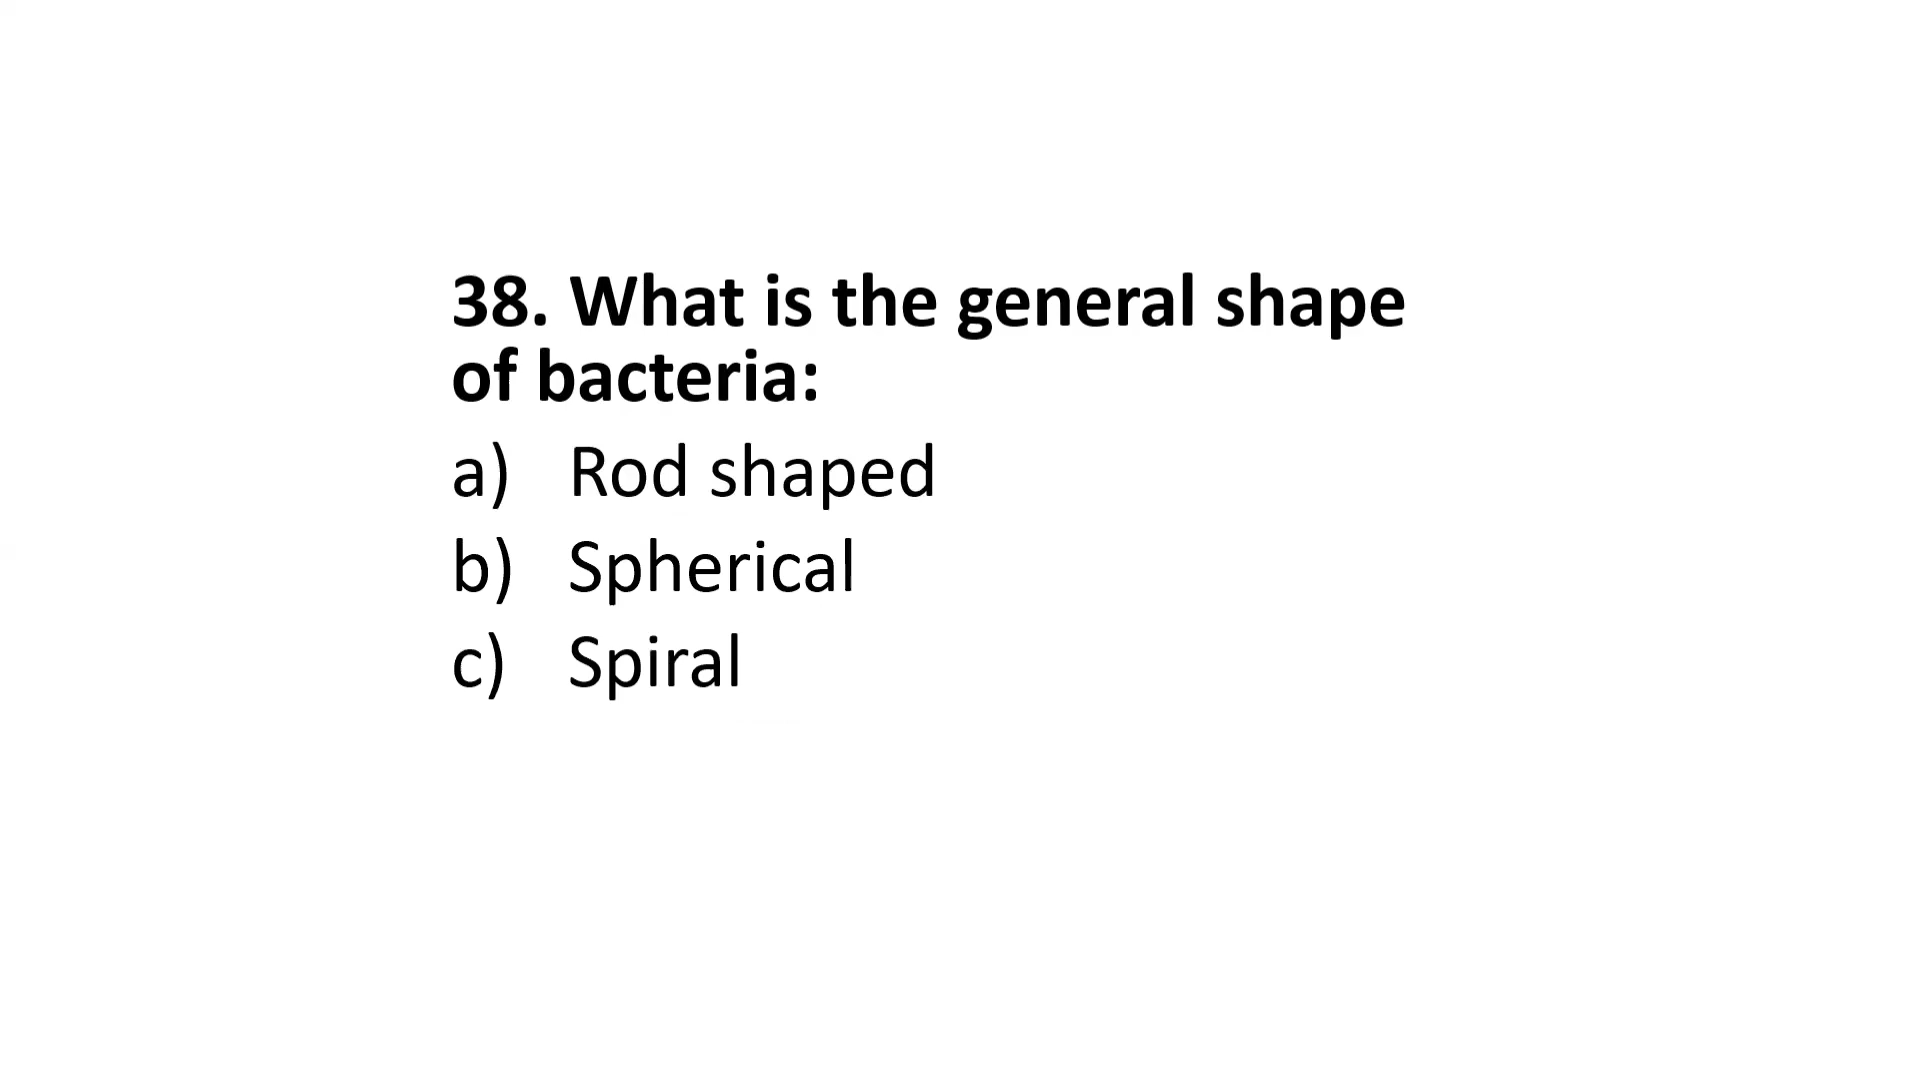 38. What is the general shape
of bacteria:
a) Rod shaped
b) Spherical
c) Spiral